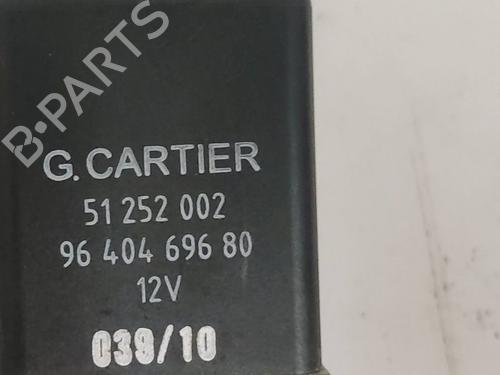 B-PARTS
G. CARTIER
51 252 002
96 404 696 80
12V
039/10